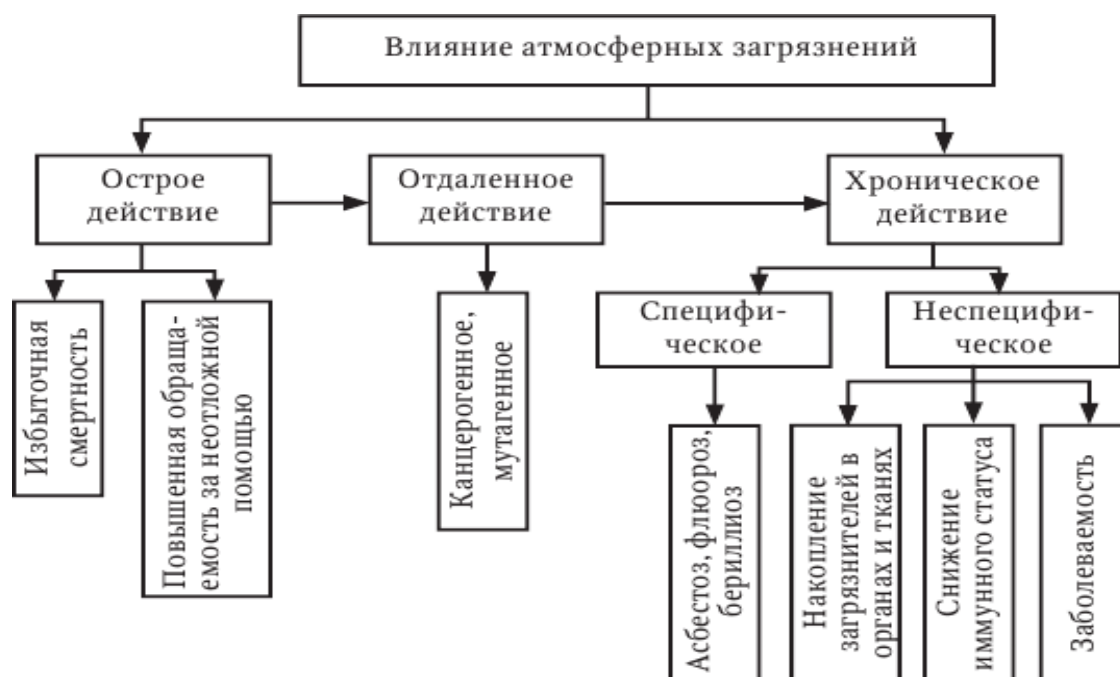 Влияние атмосферных загрязнений
Острое
действие
Отдаленное
действие
Хроническое
действие
Избыточная
смертность
Повышенная обраща-
емость за неотложной
помощью
Канцерогенное,
мутагенное
Специфи-
ческое
Неспецифи-
ческое
Асбестоз, флюороз,
бериллиоз
Накопление
загрязнителей в
органах и тканях
Снижение
иммунного статуса
Заболеваемость